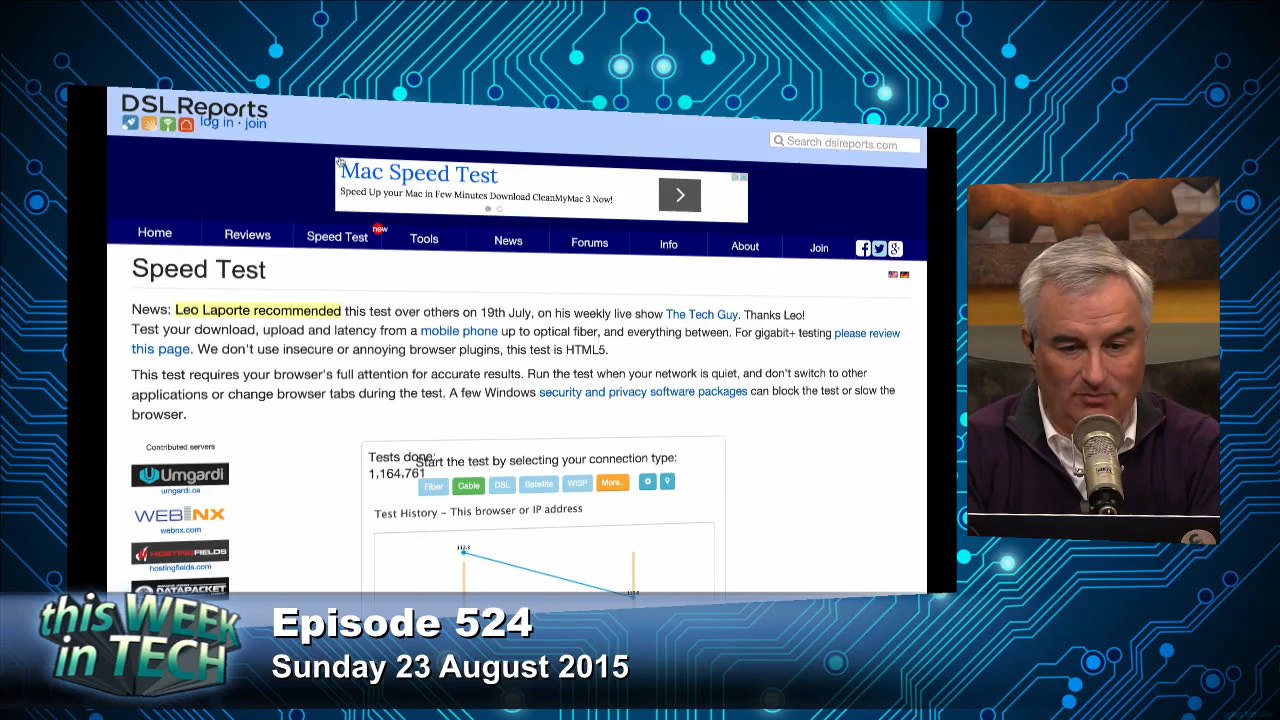 DSLReports
log in · join
Search dslreports.com
Mac Speed Test
Speed Up your Mac in Few Minutes Download CleanMyMac 3 Now!
Home Reviews Speed Test new Tools News Forums Info About Join
Speed Test
News: Leo Laporte recommended this test over others on 19th July, on his weekly live show The Tech Guy. Thanks Leo!
Test your download, upload and latency from a mobile phone up to optical fiber, and everything between. For gigabit+ testing please review
this page. We don't use insecure or annoying browser plugins, this test is HTML5.
This test requires your browser's full attention for accurate results. Run the test when your network is quiet, and don't switch to other
applications or change browser tabs during the test. A few Windows security and privacy software packages can block the test or slow the
browser.
Contributed servers
Umgardi
umgardi.ca
WEBNX
webnx.com
HOSTINGFIELDS
hostingfields.com
DATAPACKET
Tests done:
1,164,761
Start the test by selecting your connection type:
Fiber Cable DSL Satellite WISP More..
Test History – This browser or IP address
112.3
this WEEK in TECH
Episode 524
Sunday 23 August 2015